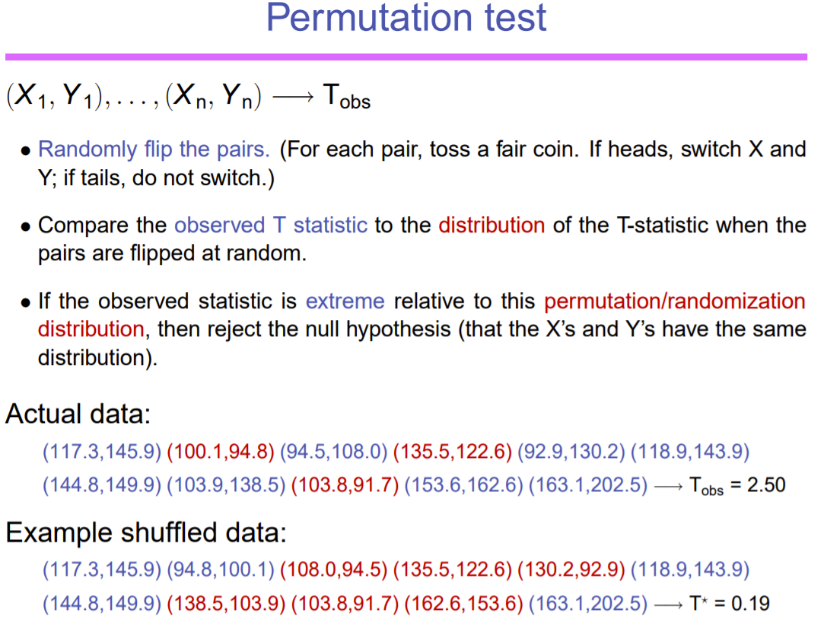 Permutation test
(X₁, Y₁), . . . , (Xₙ, Yₙ) ⟶ T_obs
• Randomly flip the pairs. (For each pair, toss a fair coin. If heads, switch X and
Y; if tails, do not switch.)
• Compare the observed T statistic to the distribution of the T-statistic when the
pairs are flipped at random.
• If the observed statistic is extreme relative to this permutation/randomization
distribution, then reject the null hypothesis (that the X's and Y's have the same
distribution).
Actual data:
(117.3,145.9) (100.1,94.8) (94.5,108.0) (135.5,122.6) (92.9,130.2) (118.9,143.9)
(144.8,149.9) (103.9,138.5) (103.8,91.7) (153.6,162.6) (163.1,202.5) ⟶ T_obs = 2.50
Example shuffled data:
(117.3,145.9) (94.8,100.1) (108.0,94.5) (135.5,122.6) (130.2,92.9) (118.9,143.9)
(144.8,149.9) (138.5,103.9) (103.8,91.7) (162.6,153.6) (163.1,202.5) ⟶ T* = 0.19